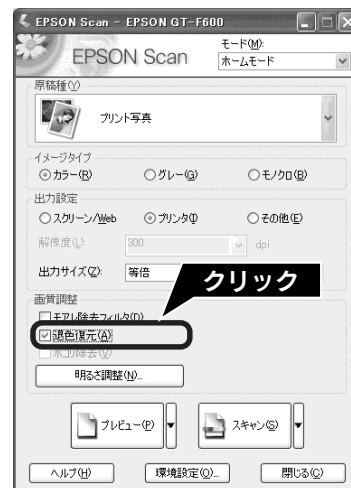 EPSON Scan - EPSON GT-F600
EPSON Scan
モード(M):
ホームモード
原稿種(Y)
プリント写真
イメージタイプ
カラー(R) グレー(G) モノクロ(B)
出力設定
スクリーン/Web プリンタ(I) その他(E)
解像度(L): 300 dpi
出力サイズ(Z): 等倍
クリック
画質調整
モアレ除去フィルタ(D)
退色復元(A)
ホコリ除去(V)
明るさ調整(N)...
プレビュー(P) スキャン(S)
ヘルプ(H) 環境設定(O)... 閉じる(C)